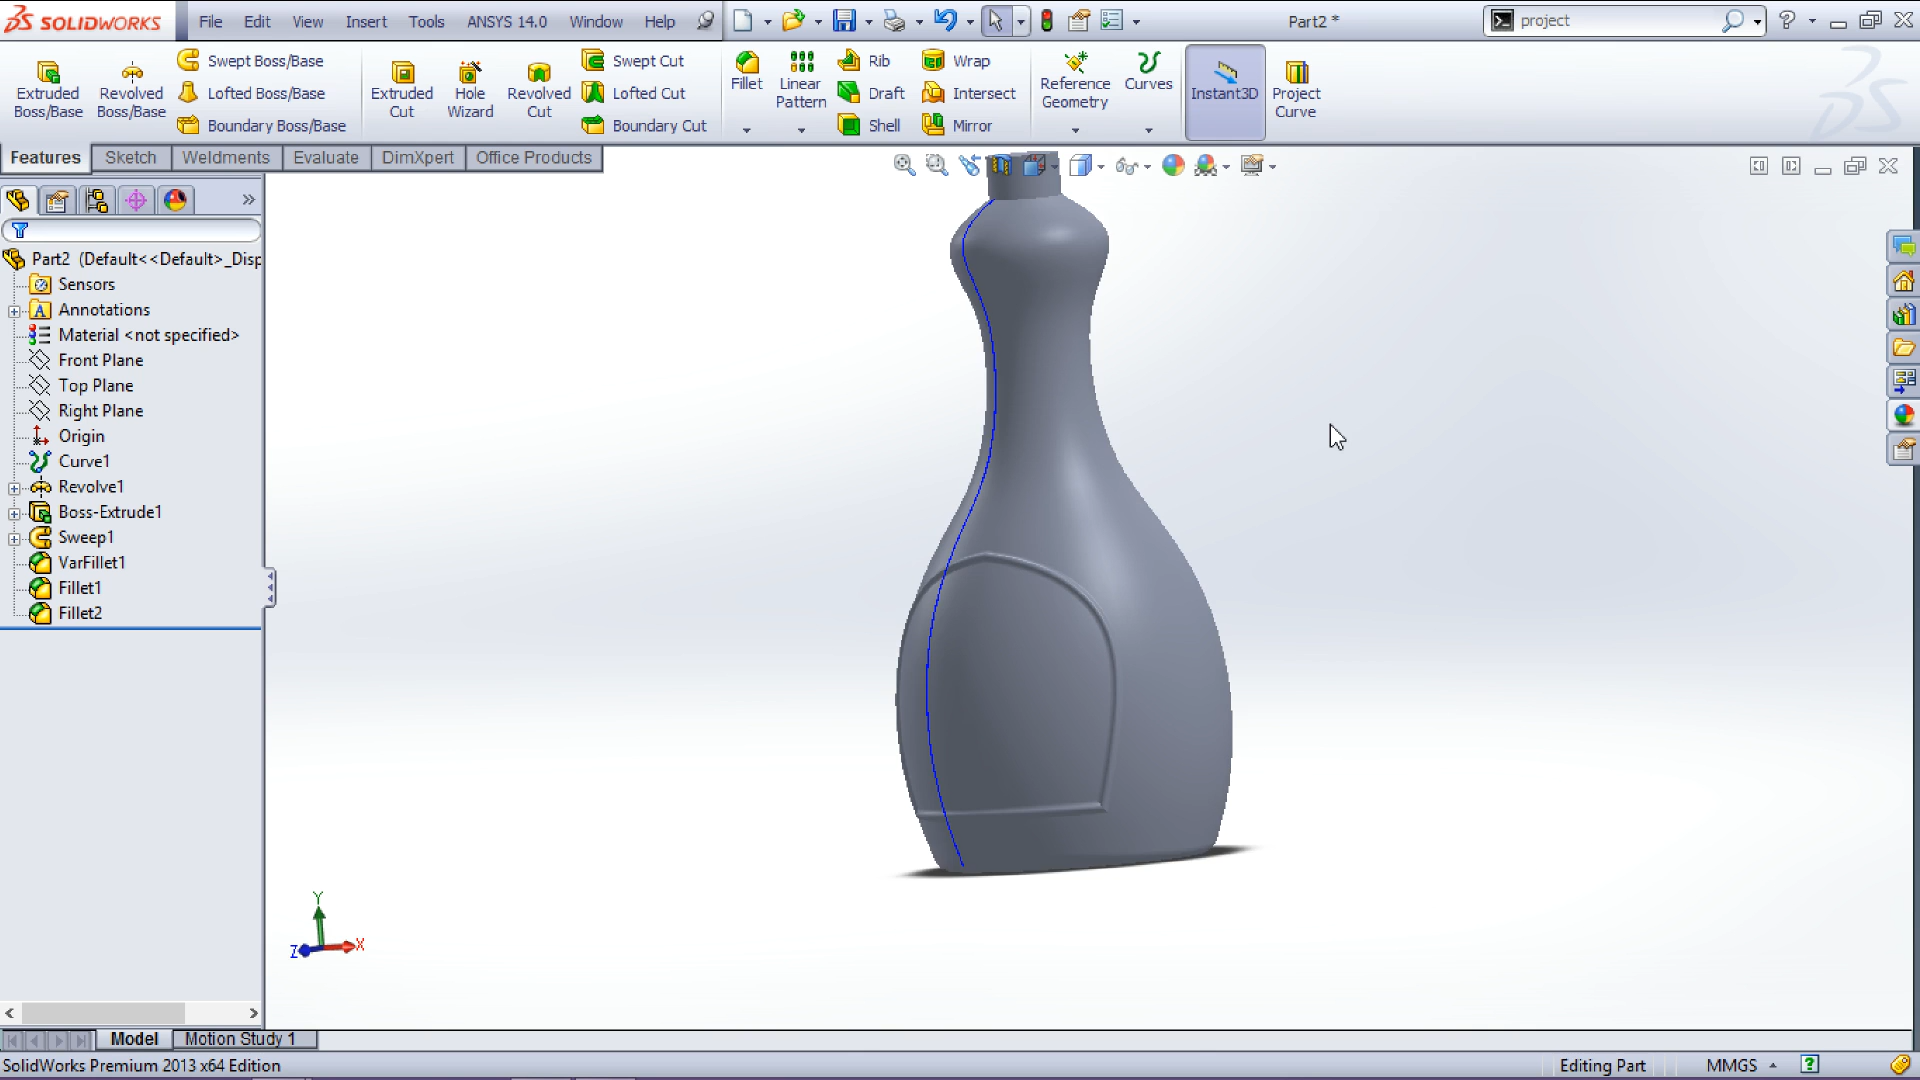 SOLIDWORKS File Edit View Insert Tools ANSYS 14.0 Window Help Part2 * project
Extruded Boss/Base
Revolved Boss/Base
Swept Boss/Base
Lofted Boss/Base
Boundary Boss/Base
Extruded Cut
Hole Wizard
Revolved Cut
Swept Cut
Lofted Cut
Boundary Cut
Fillet
Linear Pattern
Rib
Draft
Shell
Wrap
Intersect
Mirror
Reference Geometry
Curves
Instant3D
Project Curve
Features Sketch Weldments Evaluate DimXpert Office Products
Part2 (Default<<Default>_Disp
Sensors
Annotations
Material <not specified>
Front Plane
Top Plane
Right Plane
Origin
Curve1
Revolve1
Boss-Extrude1
Sweep1
VarFillet1
Fillet1
Fillet2
Y
Z X
Model Motion Study 1
SolidWorks Premium 2013 x64 Edition Editing Part MMGS